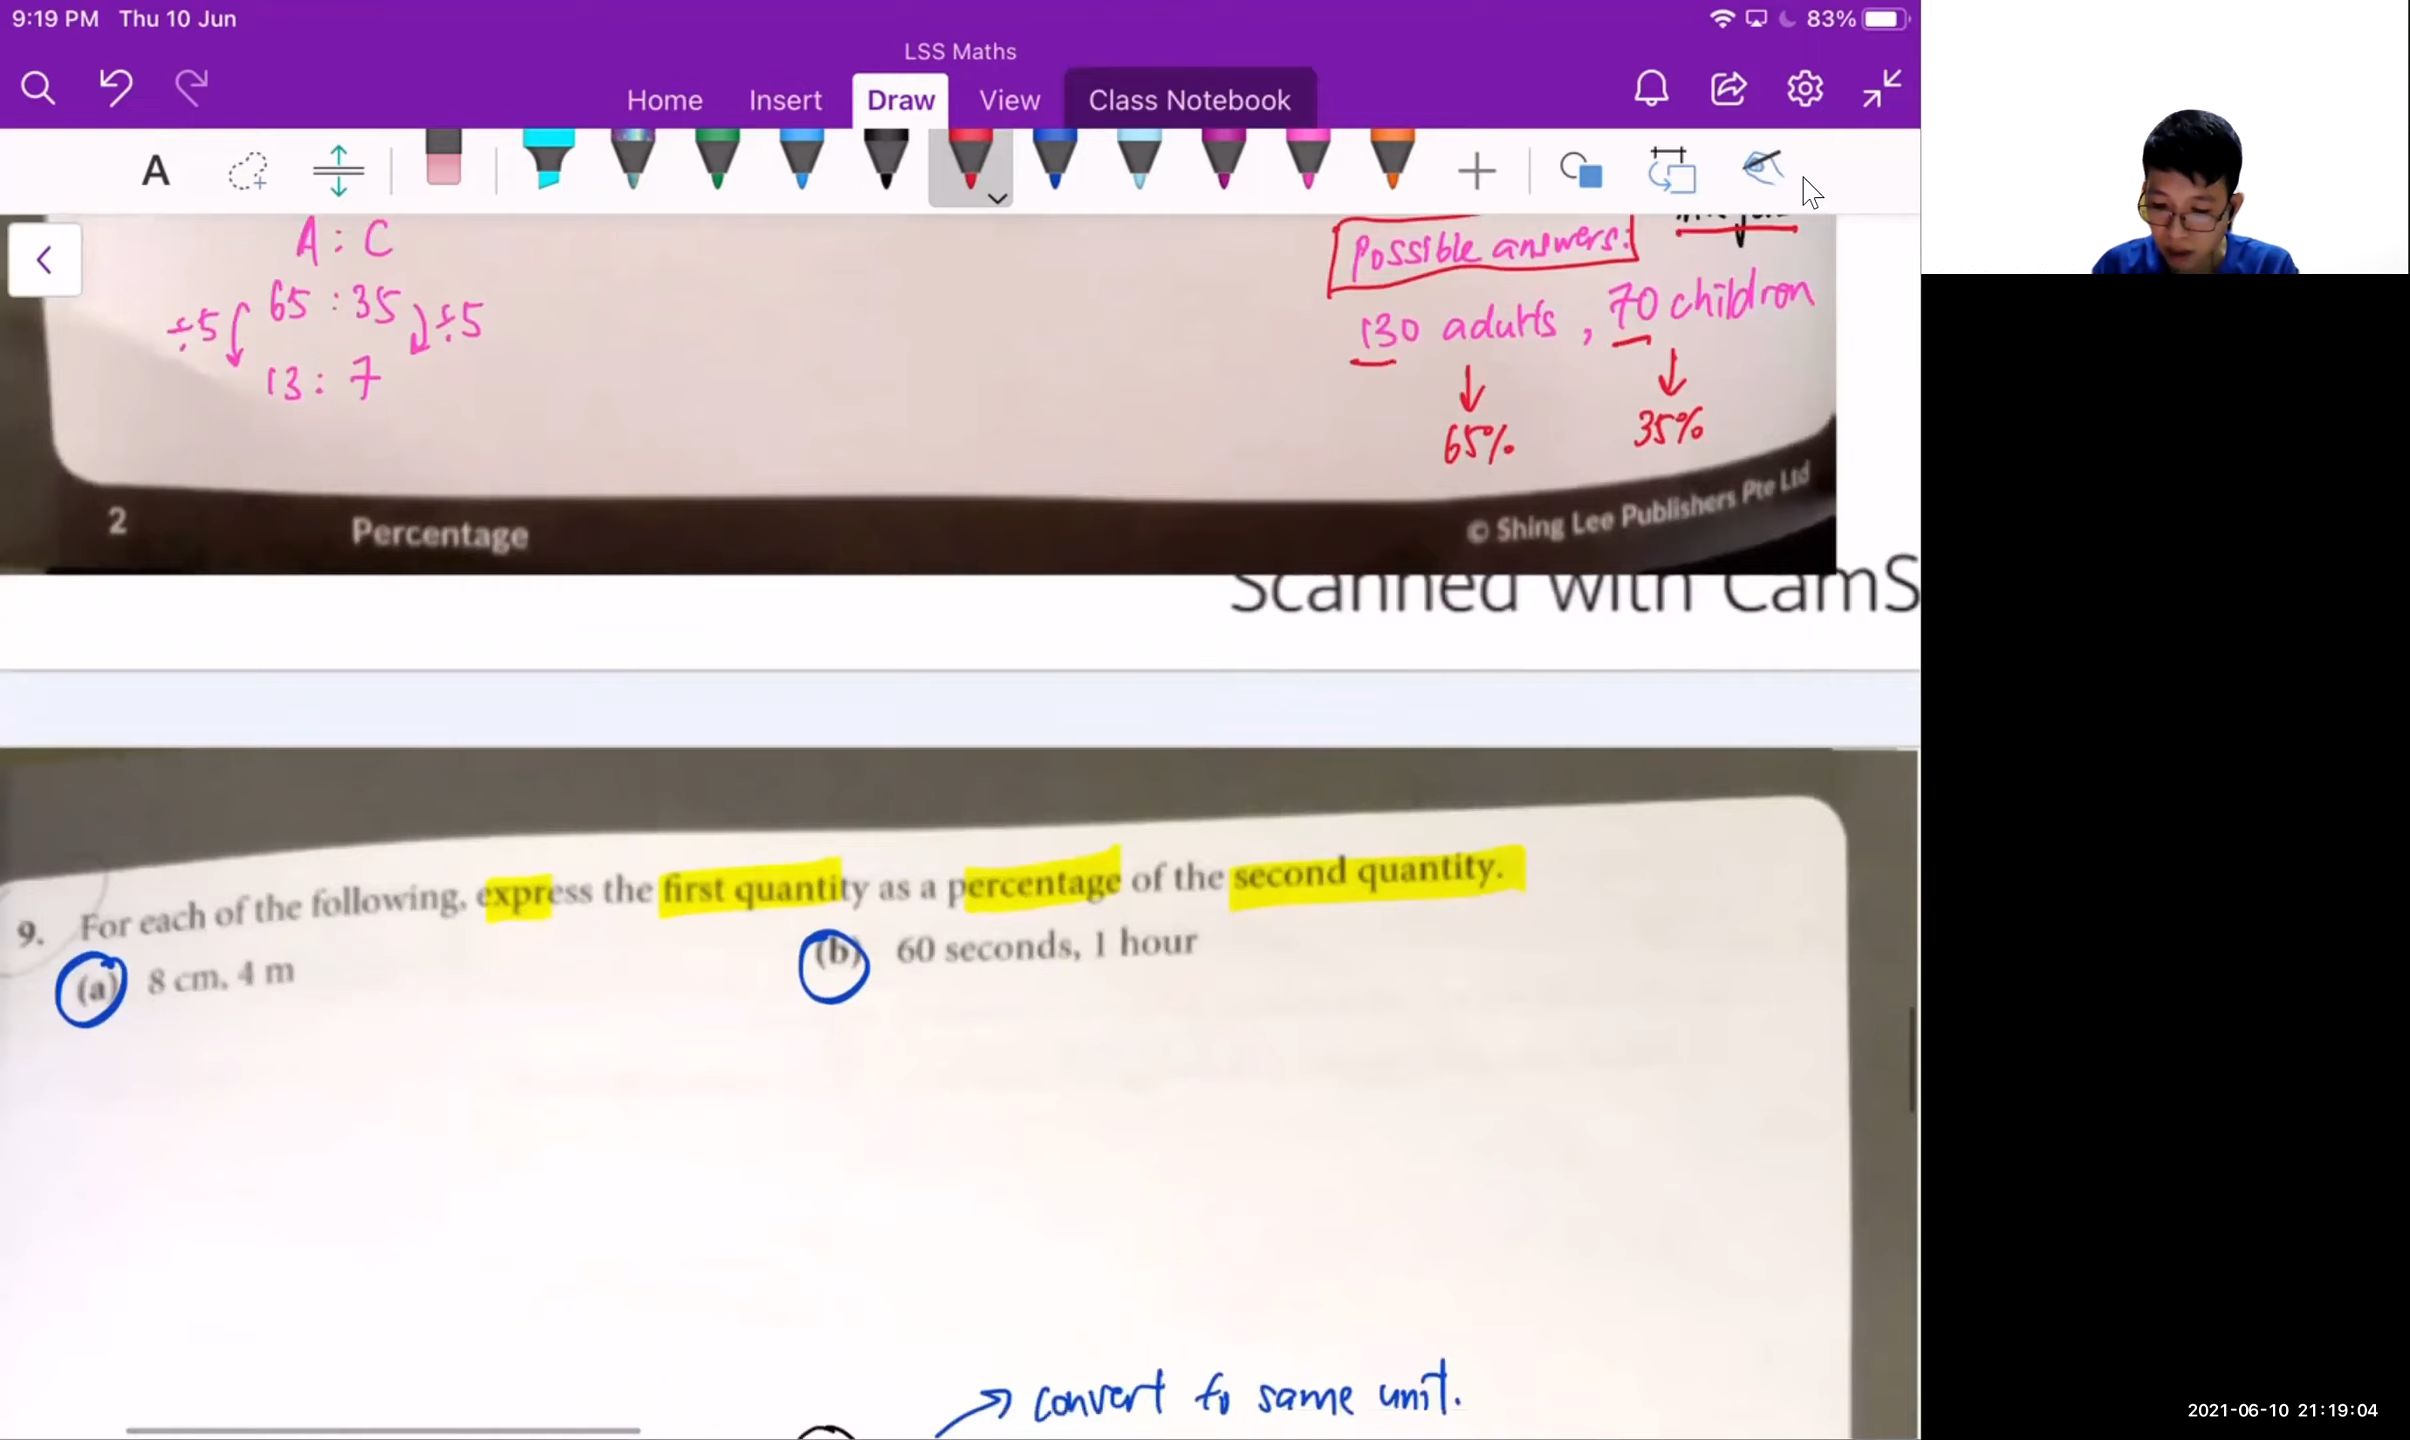 9:19 PM Thu 10 Jun
83%
LSS Maths
Home Insert Draw View Class Notebook
A
A : C
÷5 65 : 35 ÷5
13 : 7
Possible answers:
130 adults , 70 children
65% 35%
2 Percentage © Shing Lee Publishers Pte Ltd
Scanned with CamS
9. For each of the following, express the first quantity as a percentage of the second quantity.
(a) 8 cm, 4 m (b) 60 seconds, 1 hour
convert to same unit.
2021-06-10 21:19:04